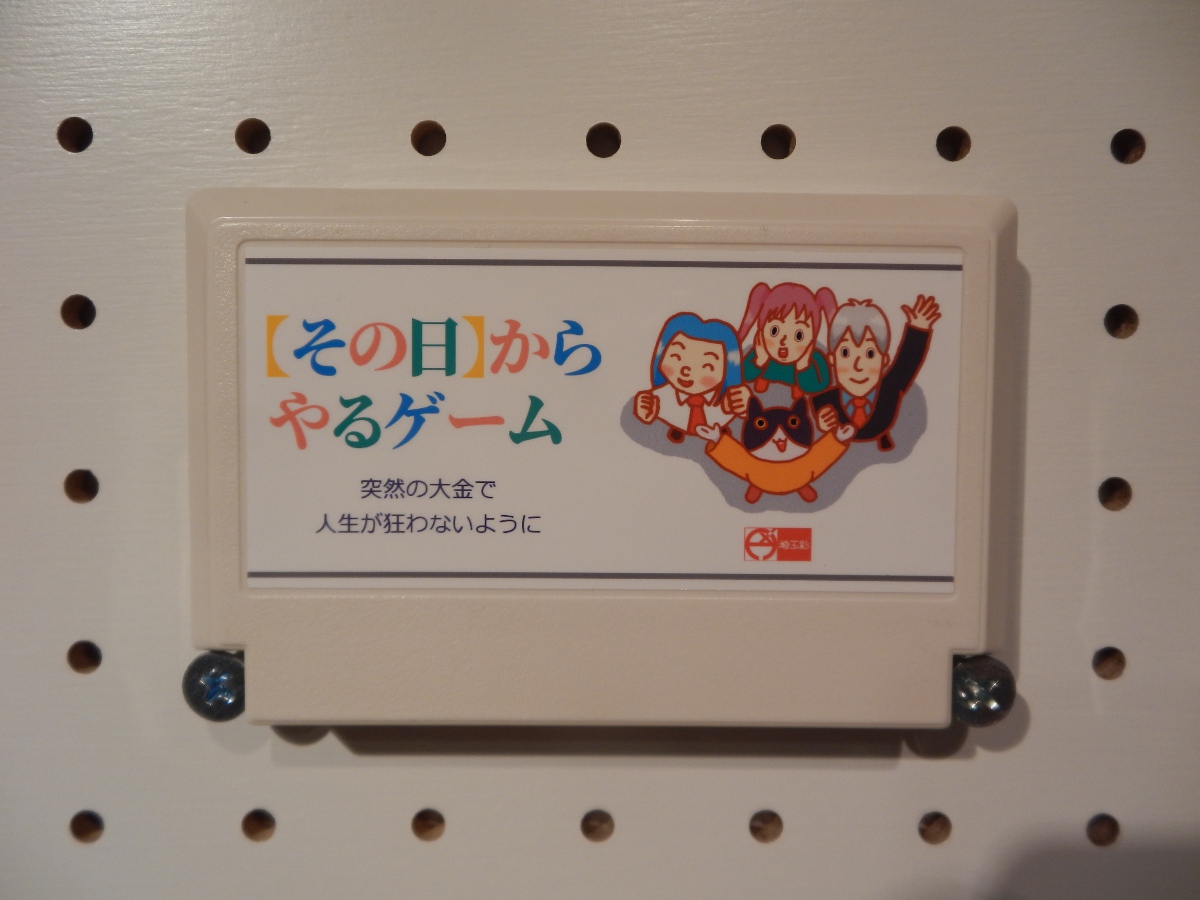 【その日】から
やるゲーム
突然の大金で
人生が狂わないように